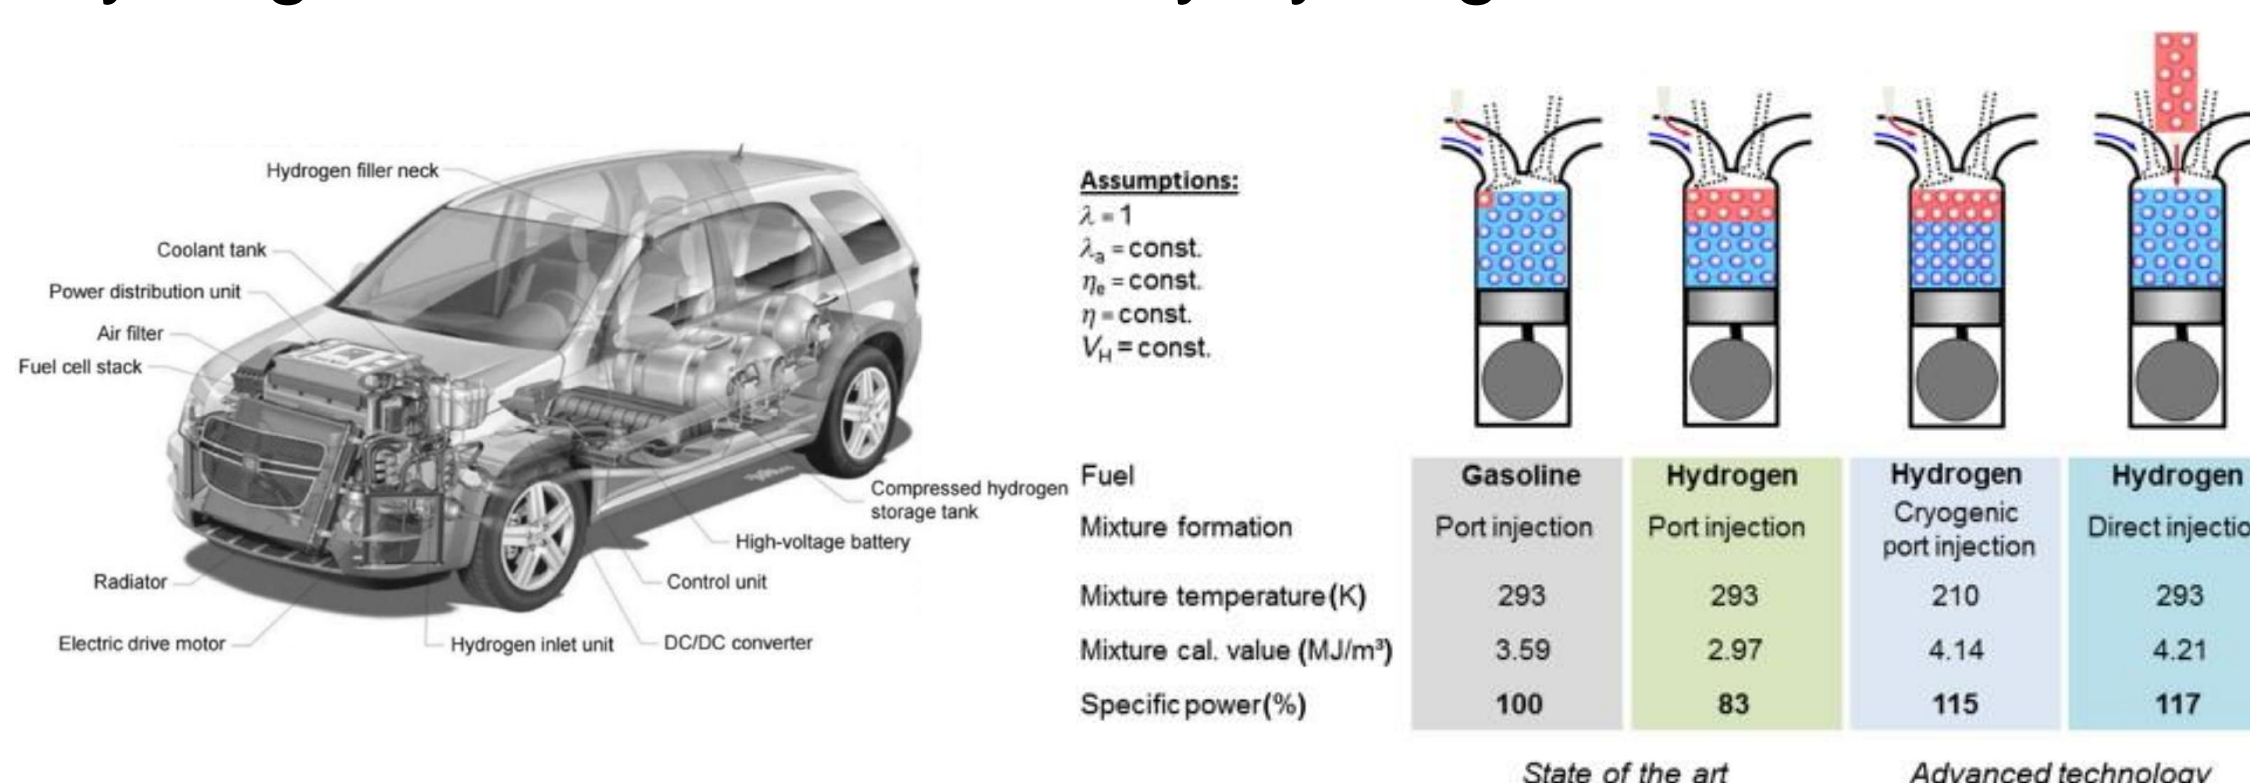 Hydrogen filler neck
Coolant tank
Power distribution unit
Air filter
Fuel cell stack
Radiator
Electric drive motor
Hydrogen inlet unit
DC/DC converter
Control unit
High-voltage battery
Compressed hydrogen
storage tank
Assumptions:
λ = 1
λa = const.
ηe = const.
η = const.
VH = const.
Fuel Gasoline Hydrogen Hydrogen Hydrogen
Mixture formation Port injection Port injection Cryogenic port injection Direct injectio
Mixture temperature (K) 293 293 210 293
Mixture cal. value (MJ/m³) 3.59 2.97 4.14 4.21
Specific power (%) 100 83 115 117
State of the art Advanced technology